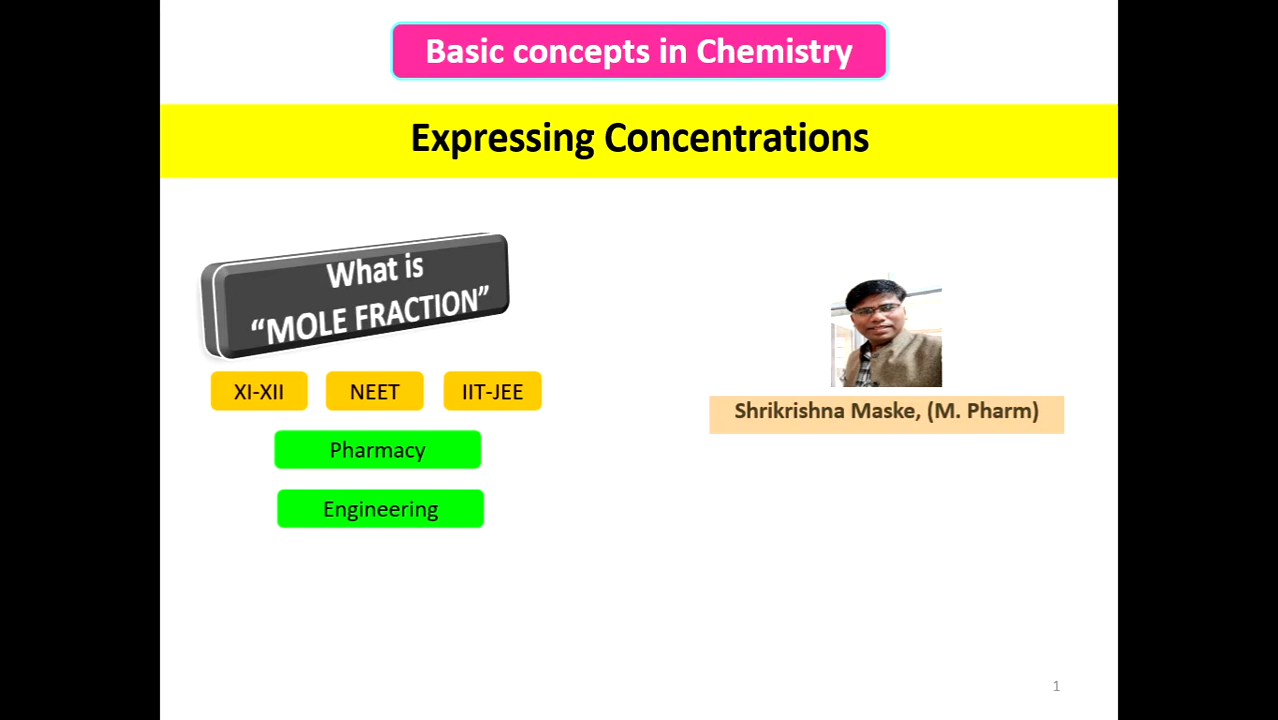 Basic concepts in Chemistry
Expressing Concentrations
What is
“MOLE FRACTION”
XI-XII NEET IIT-JEE
Pharmacy
Engineering
Shrikrishna Maske, (M. Pharm)
1